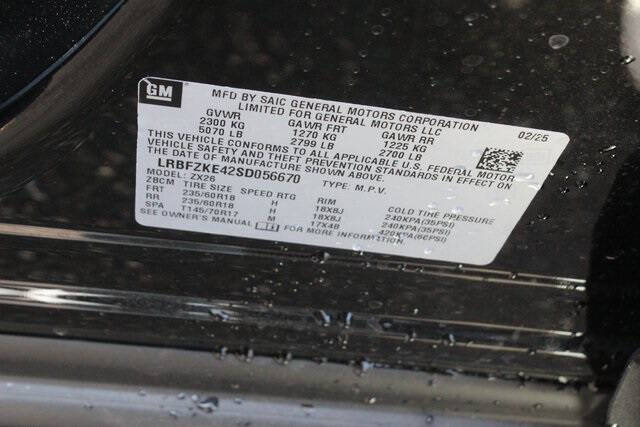 GM
MFD BY SAIC GENERAL MOTORS CORPORATION
LIMITED FOR GENERAL MOTORS LLC
02/25
GVWR GAWR FRT GAWR RR
2300 KG 1270 KG 1225 KG
5070 LB 2799 LB 2700 LB
THIS VEHICLE CONFORMS TO ALL APPLICABLE U.S. FEDERAL MOTOR
VEHICLE SAFETY AND THEFT PREVENTION STANDARDS IN EFFECT ON
THE DATE OF MANUFACTURE SHOWN ABOVE.
LRBFZKE42SD056670 TYPE: M.P.V.
MODEL: ZX26
ZBCM TIRE SIZE SPEED RTG RIM COLD TIRE PRESSURE
FRT 235/60R18 H 18X8J 240KPA(35PSI)
RR 235/60R18 H 18X8J 240KPA(35PSI)
SPA T145/70R17 M 17X4B 420KPA(60PSI)
SEE OWNER'S MANUAL FOR MORE INFORMATION